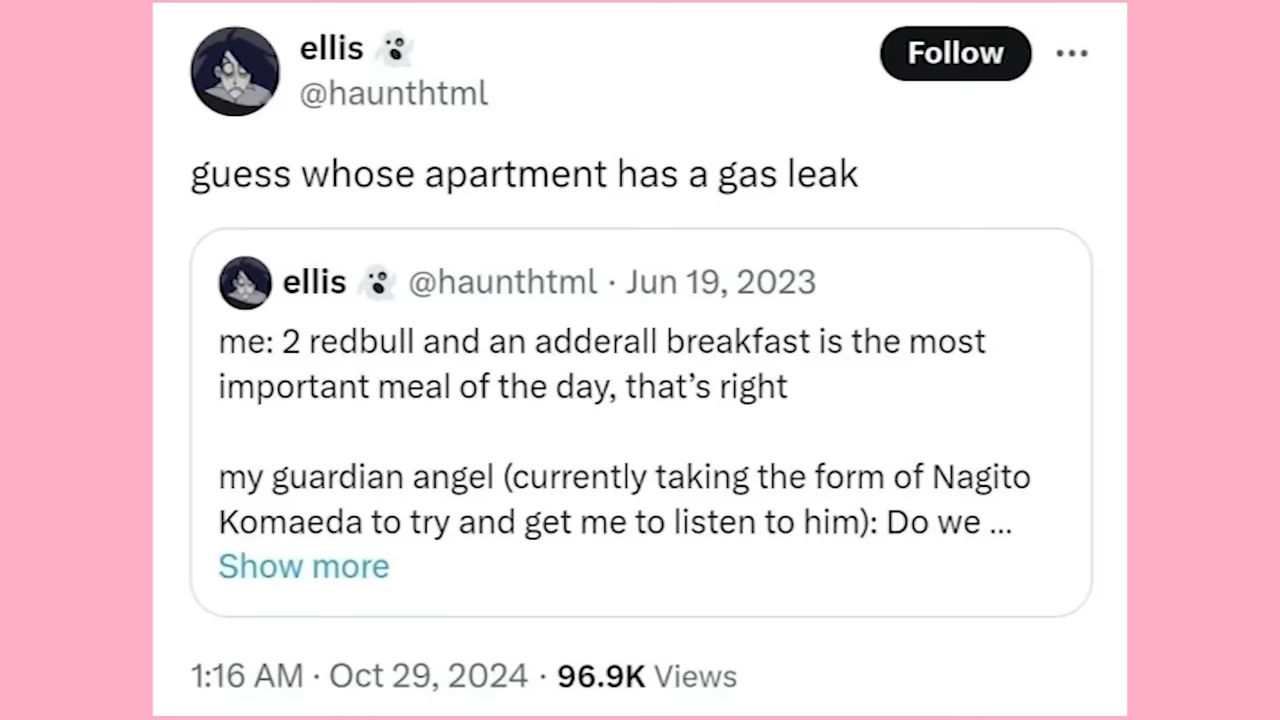 ellis 👻
Follow
@haunthtml
guess whose apartment has a gas leak
ellis 👻 @haunthtml · Jun 19, 2023
me: 2 redbull and an adderall breakfast is the most
important meal of the day, that’s right
my guardian angel (currently taking the form of Nagito
Komaeda to try and get me to listen to him): Do we ...
Show more
1:16 AM · Oct 29, 2024 · 96.9K Views